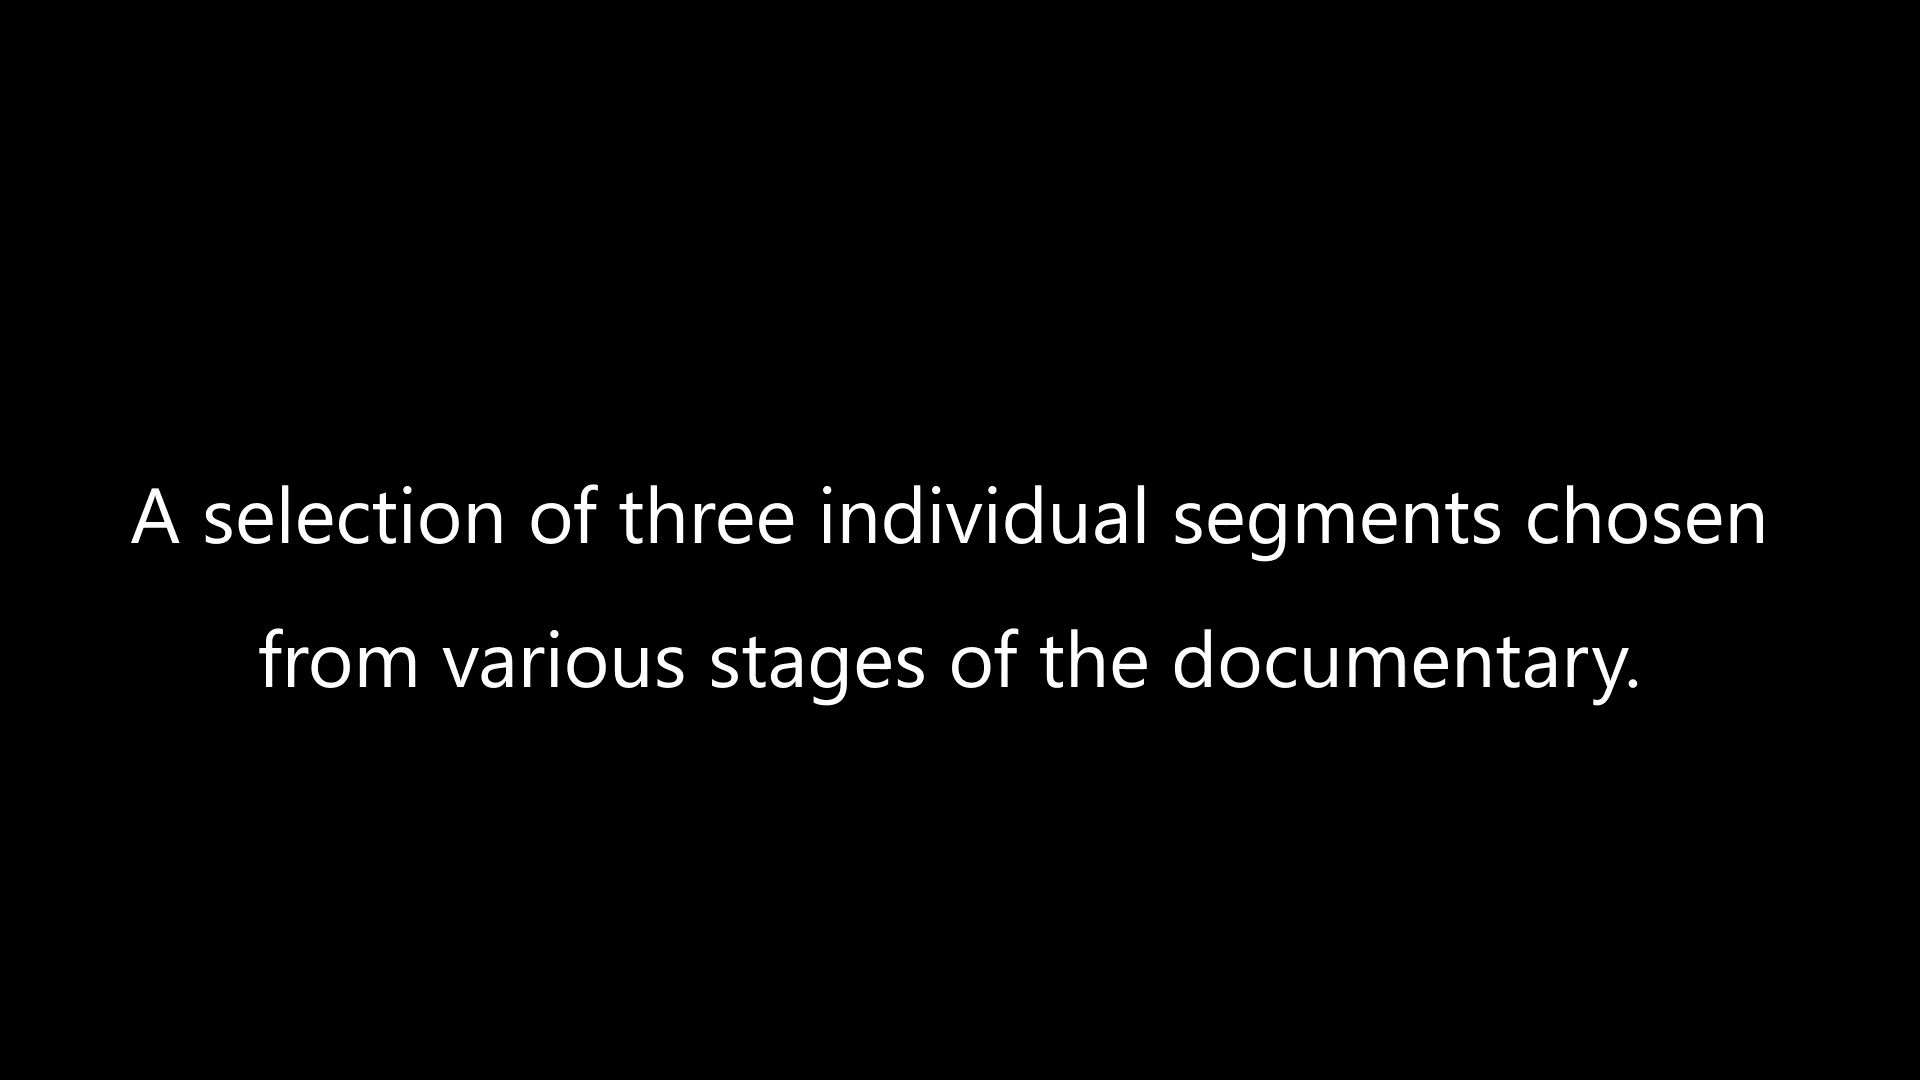 A selection of three individual segments chosen
from various stages of the documentary.